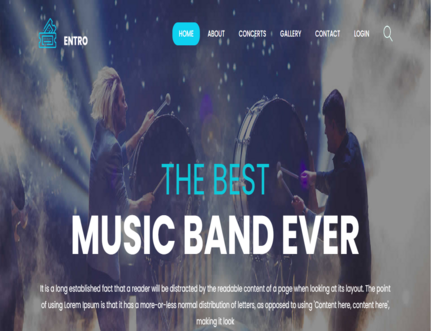 ENTRO
HOME ABOUT CONCERTS GALLERY CONTACT LOGIN
THE BEST
MUSIC BAND EVER
It is a long established fact that a reader will be distracted by the readable content of a page when looking at its layout. The point
of using Lorem Ipsum is that it has a more-or-less normal distribution of letters, as opposed to using 'Content here, content here',
making it look